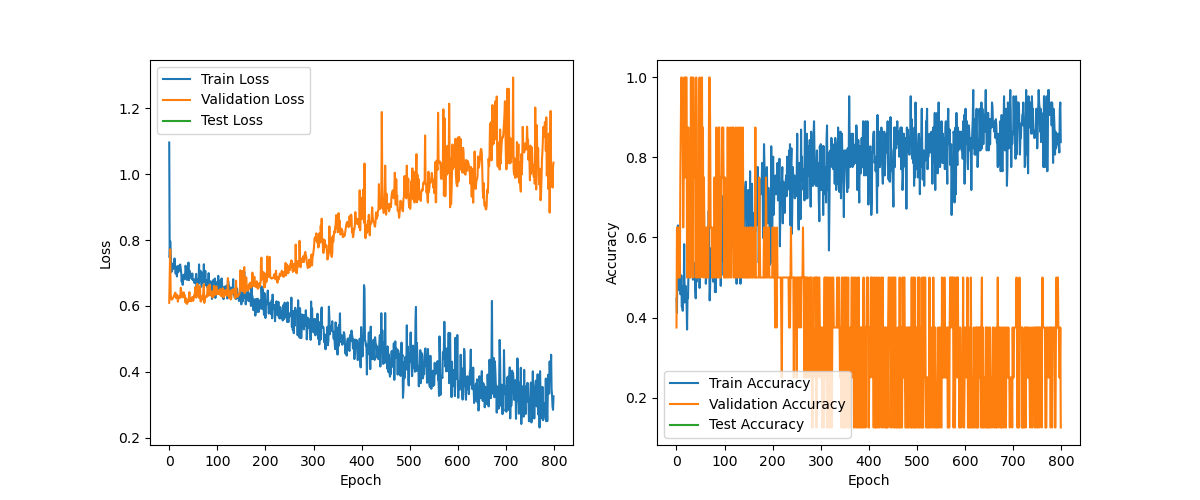 Train Loss
Validation Loss
Test Loss
1.2
1.0
0.8
0.6
0.4
0.2
Loss
0 100 200 300 400 500 600 700 800
Epoch
1.0
0.8
0.6
0.4
0.2
Accuracy
Train Accuracy
Validation Accuracy
Test Accuracy
0 100 200 300 400 500 600 700 800
Epoch